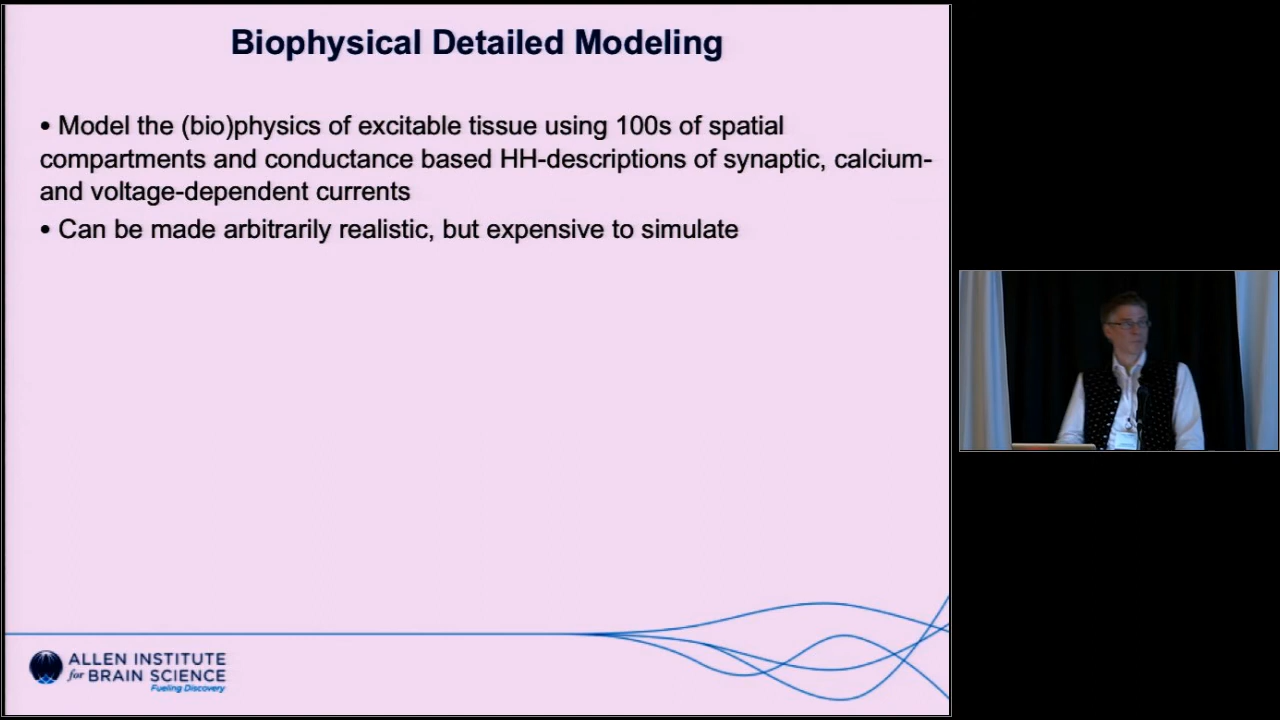 Biophysical Detailed Modeling
• Model the (bio)physics of excitable tissue using 100s of spatial
compartments and conductance based HH-descriptions of synaptic, calcium-
and voltage-dependent currents
• Can be made arbitrarily realistic, but expensive to simulate
ALLEN INSTITUTE
for BRAIN SCIENCE
Fueling Discovery